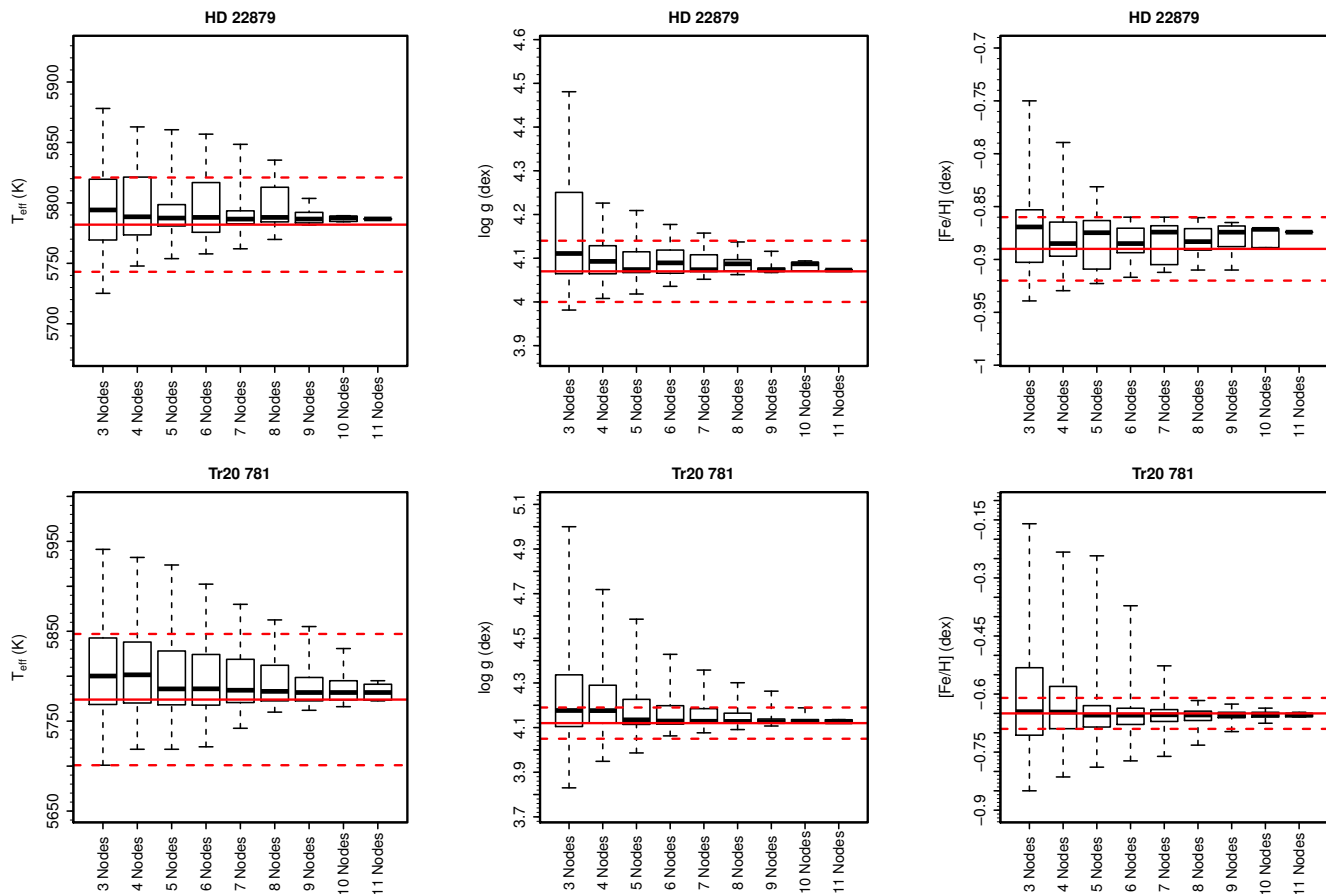 HD 22879
T_eff (K)
5900
5850
5800
5750
5700
3 Nodes
4 Nodes
5 Nodes
6 Nodes
7 Nodes
8 Nodes
9 Nodes
10 Nodes
11 Nodes
HD 22879
log g (dex)
4.6
4.5
4.4
4.3
4.2
4.1
4
3.9
3 Nodes
4 Nodes
5 Nodes
6 Nodes
7 Nodes
8 Nodes
9 Nodes
10 Nodes
11 Nodes
HD 22879
[Fe/H] (dex)
−0.7
−0.75
−0.8
−0.85
−0.9
−0.95
−1
3 Nodes
4 Nodes
5 Nodes
6 Nodes
7 Nodes
8 Nodes
9 Nodes
10 Nodes
11 Nodes
Tr20 781
T_eff (K)
5950
5850
5750
5650
3 Nodes
4 Nodes
5 Nodes
6 Nodes
7 Nodes
8 Nodes
9 Nodes
10 Nodes
11 Nodes
Tr20 781
log g (dex)
5.1
4.9
4.7
4.5
4.3
4.1
3.9
3.7
3 Nodes
4 Nodes
5 Nodes
6 Nodes
7 Nodes
8 Nodes
9 Nodes
10 Nodes
11 Nodes
Tr20 781
[Fe/H] (dex)
−0.15
−0.3
−0.45
−0.6
−0.75
−0.9
3 Nodes
4 Nodes
5 Nodes
6 Nodes
7 Nodes
8 Nodes
9 Nodes
10 Nodes
11 Nodes